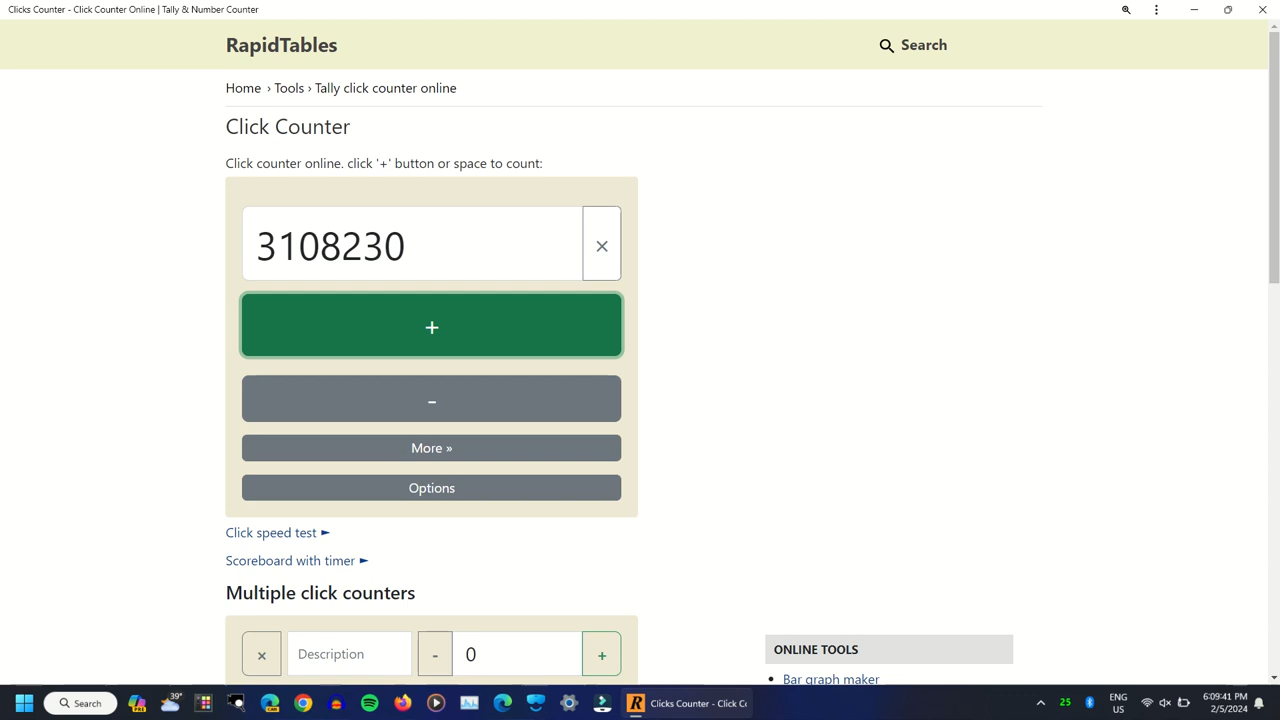 Clicks Counter - Click Counter Online | Tally & Number Counter
RapidTables
Search
Home › Tools › Tally click counter online
Click Counter
Click counter online. click '+' button or space to count:
3108230
×
+
-
More »
Options
Click speed test ►
Scoreboard with timer ►
Multiple click counters
× Description - 0 +
ONLINE TOOLS
• Bar graph maker
Search
PRE
39°
CAN
Clicks Counter - Click Co
25
ENG
US
6:09:41 PM
2/5/2024